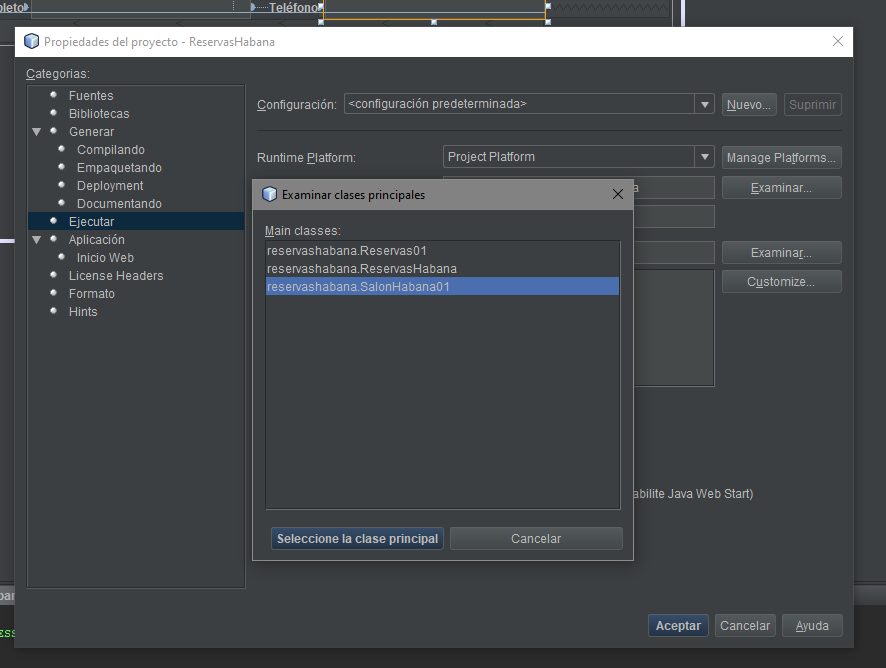 Teléfono
Propiedades del proyecto - ReservasHabana
Categorias:
Fuentes
Bibliotecas
Generar
Compilando
Empaquetando
Deployment
Documentando
Ejecutar
Aplicación
Inicio Web
License Headers
Formato
Hints
Configuración: <configuración predeterminada> Nuevo... Suprimir
Runtime Platform: Project Platform Manage Platforms...
Examinar...
Examinar...
Customize...
Examinar clases principales
Main classes:
reservashabana.Reservas01
reservashabana.ReservasHabana
reservashabana.SalonHabana01
Seleccione la clase principal Cancelar
abilite Java Web Start)
Aceptar Cancelar Ayuda